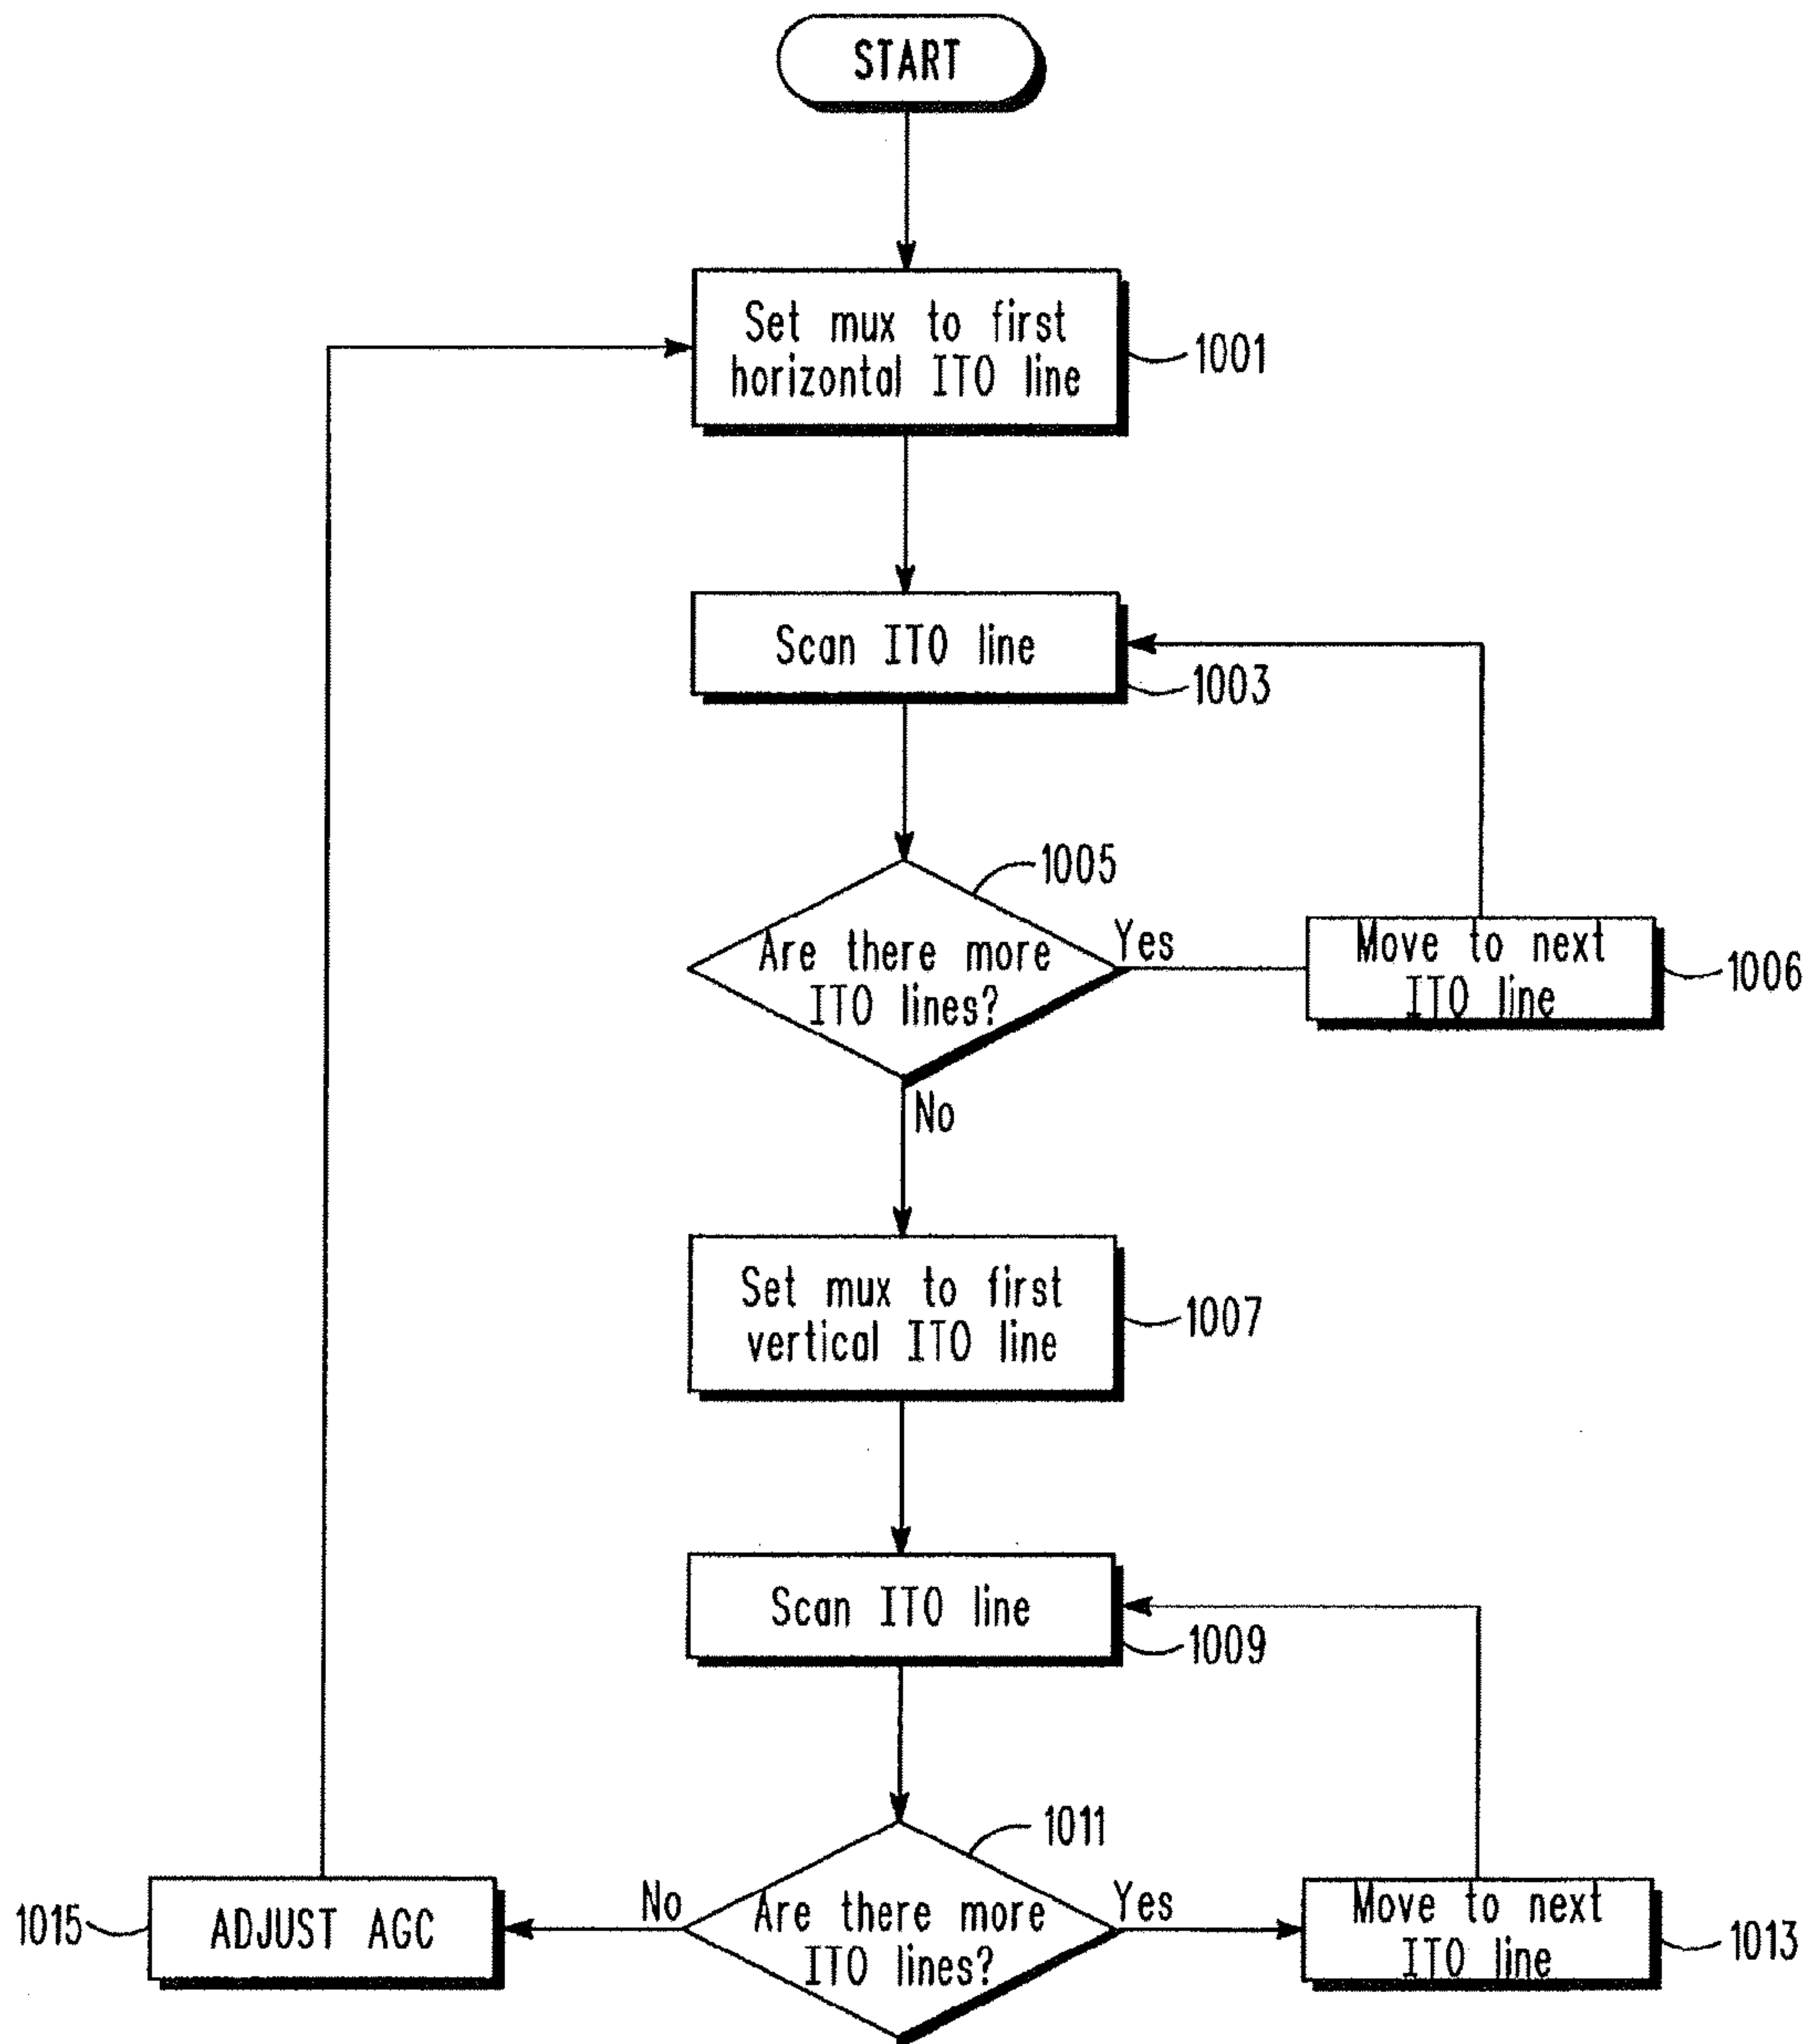 START
Set mux to first
horizontal ITO line
1001
Scan ITO line
1003
1005
Are there more
ITO lines?
Yes
Move to next
ITO line
1006
No
Set mux to first
vertical ITO line
1007
Scan ITO line
1009
1011
Are there more
ITO lines?
Yes
Move to next
ITO line
1013
No
ADJUST AGC
1015